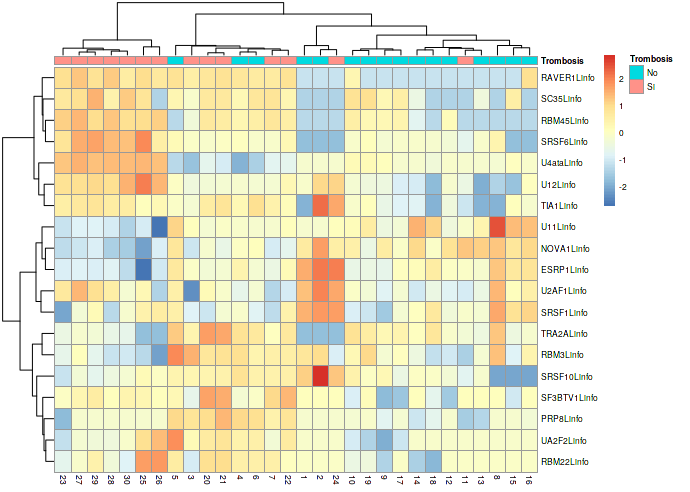 Trombosis
Trombosis
No
Si
2
1
0
-1
-2
RAVER1Linfo
SC35Linfo
RBM45Linfo
SRSF6Linfo
U4ataLinfo
U12Linfo
TIA1Linfo
U11Linfo
NOVA1Linfo
ESRP1Linfo
U2AF1Linfo
SRSF1Linfo
TRA2ALinfo
RBM3Linfo
SRSF10Linfo
SF3BTV1Linfo
PRP8Linfo
UA2F2Linfo
RBM22Linfo
23 27 29 28 30 25 26 5 3 20 21 4 6 7 22 1 2 24 10 19 9 17 14 18 12 11 13 8 15 16